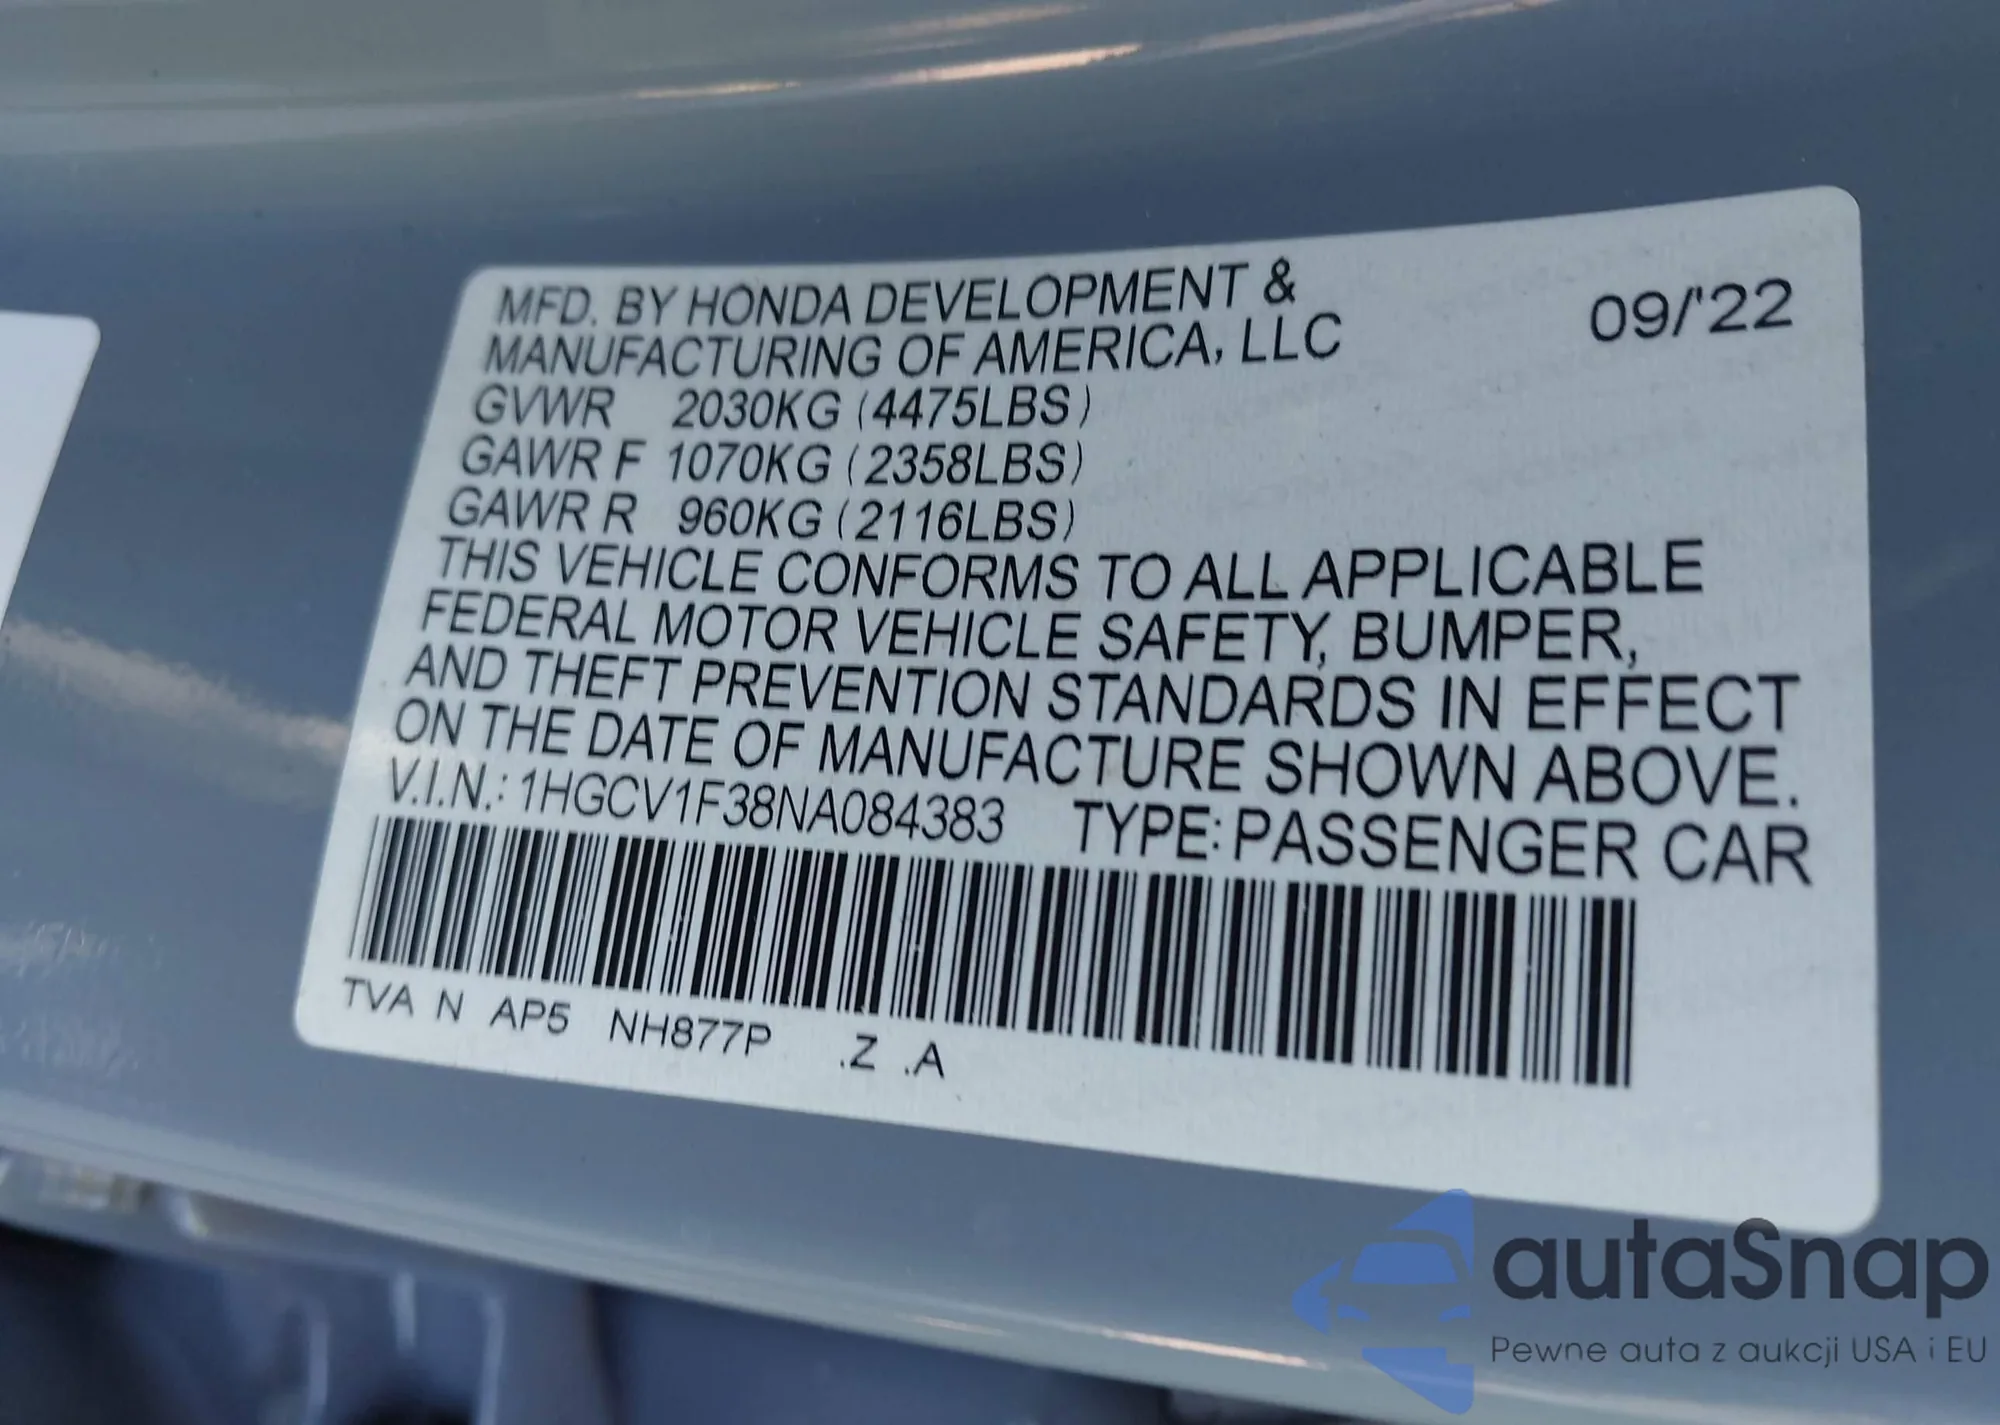 MFD. BY HONDA DEVELOPMENT &
MANUFACTURING OF AMERICA, LLC
09/'22
GVWR 2030KG (4475LBS)
GAWR F 1070KG (2358LBS)
GAWR R 960KG (2116LBS)
THIS VEHICLE CONFORMS TO ALL APPLICABLE
FEDERAL MOTOR VEHICLE SAFETY, BUMPER,
AND THEFT PREVENTION STANDARDS IN EFFECT
ON THE DATE OF MANUFACTURE SHOWN ABOVE.
V.I.N.: 1HGCV1F38NA084383 TYPE: PASSENGER CAR
TVA N AP5 NH877P .Z .A
autaSnap
Pewne auta z aukcji USA i EU